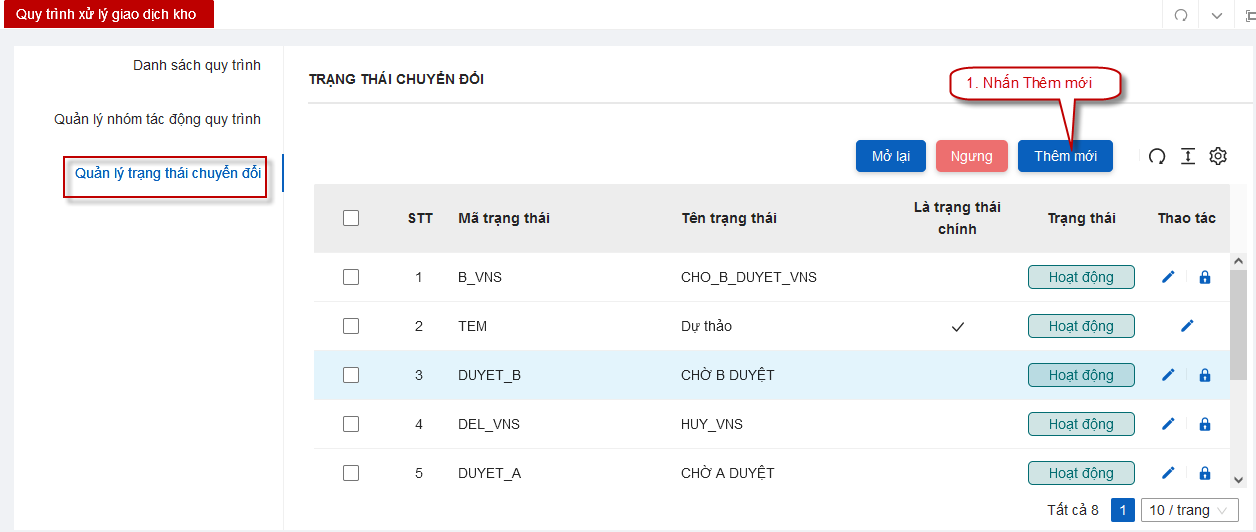 Quy trình xử lý giao dịch kho
Danh sách quy trình
Quản lý nhóm tác động quy trình
Quản lý trạng thái chuyển đổi
TRẠNG THÁI CHUYỂN ĐỔI
1. Nhấn Thêm mới
Mở lại Ngưng Thêm mới
STT Mã trạng thái Tên trạng thái Là trạng thái chính Trạng thái Thao tác
1 B_VNS CHO_B_DUYET_VNS Hoạt động
2 TEM Dự thảo Hoạt động
3 DUYET_B CHỜ B DUYỆT Hoạt động
4 DEL_VNS HUY_VNS Hoạt động
5 DUYET_A CHỜ A DUYỆT Hoạt động
Tất cả 8 1 10 / trang